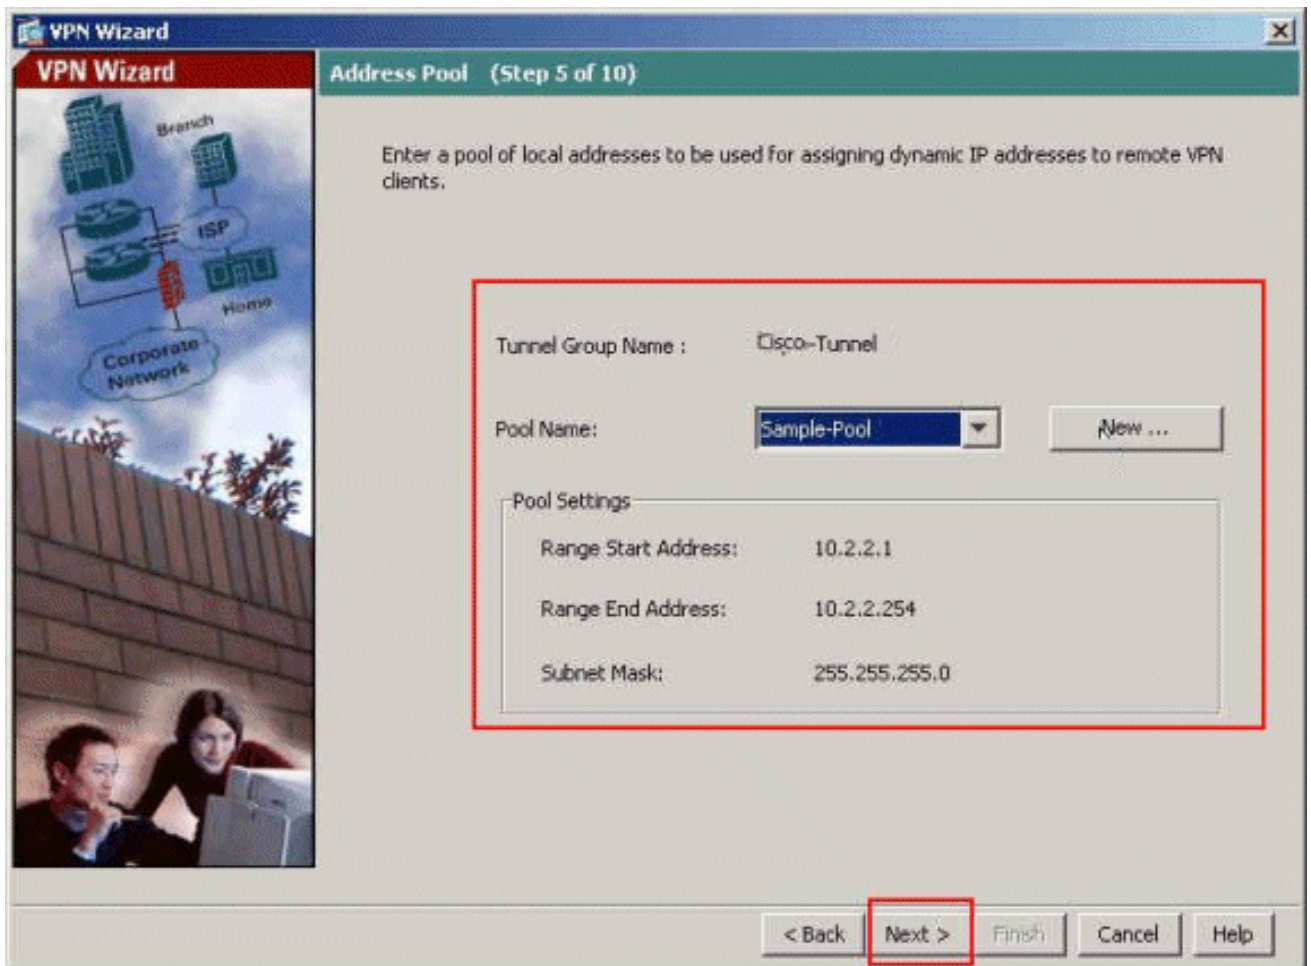 VPN Wizard
VPN Wizard
Address Pool (Step 5 of 10)
Branch
ISP
Home
Corporate
Network
Enter a pool of local addresses to be used for assigning dynamic IP addresses to remote VPN
clients.
Tunnel Group Name : Cisco-Tunnel
Pool Name: Sample-Pool New ...
Pool Settings
Range Start Address: 10.2.2.1
Range End Address: 10.2.2.254
Subnet Mask: 255.255.255.0
< Back Next > Finish Cancel Help